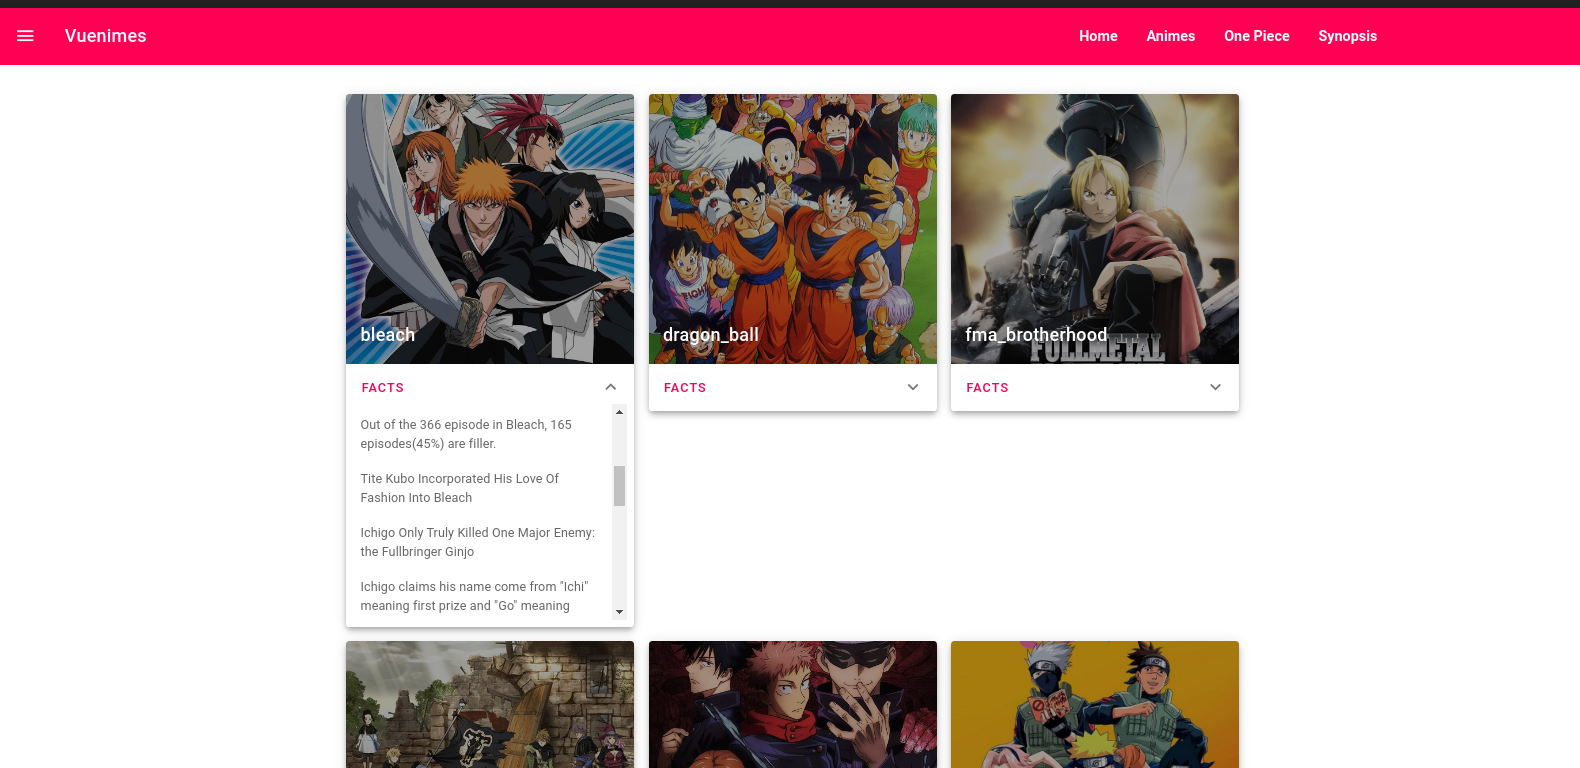 Vuenimes
Home Animes One Piece Synopsis
bleach
dragon_ball
fma_brotherhood
FULLMETAL
FACTS
FACTS
FACTS
Out of the 366 episode in Bleach, 165
episodes(45%) are filler.
Tite Kubo Incorporated His Love Of
Fashion Into Bleach
Ichigo Only Truly Killed One Major Enemy:
the Fullbringer Ginjo
Ichigo claims his name come from "Ichi"
meaning first prize and "Go" meaning